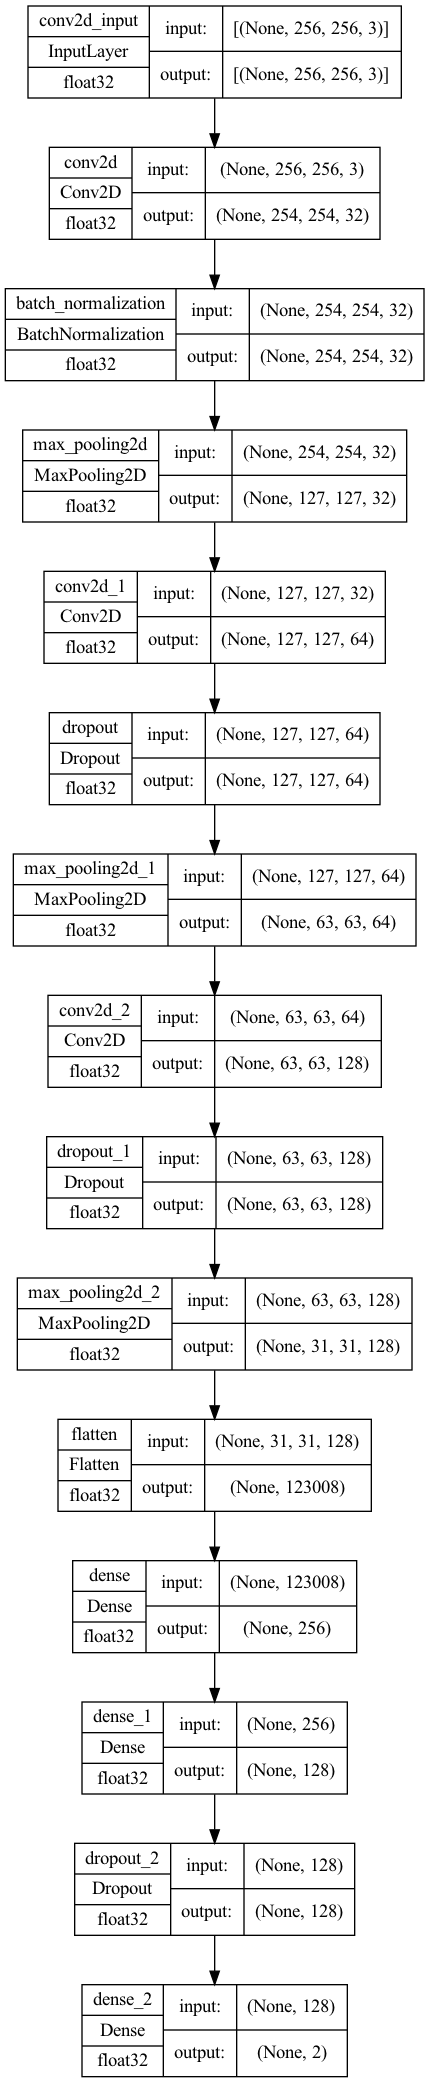 conv2d_input
InputLayer
float32
input:
[(None, 256, 256, 3)]
output:
[(None, 256, 256, 3)]
conv2d
Conv2D
float32
input:
(None, 256, 256, 3)
output:
(None, 254, 254, 32)
batch_normalization
BatchNormalization
float32
input:
(None, 254, 254, 32)
output:
(None, 254, 254, 32)
max_pooling2d
MaxPooling2D
float32
input:
(None, 254, 254, 32)
output:
(None, 127, 127, 32)
conv2d_1
Conv2D
float32
input:
(None, 127, 127, 32)
output:
(None, 127, 127, 64)
dropout
Dropout
float32
input:
(None, 127, 127, 64)
output:
(None, 127, 127, 64)
max_pooling2d_1
MaxPooling2D
float32
input:
(None, 127, 127, 64)
output:
(None, 63, 63, 64)
conv2d_2
Conv2D
float32
input:
(None, 63, 63, 64)
output:
(None, 63, 63, 128)
dropout_1
Dropout
float32
input:
(None, 63, 63, 128)
output:
(None, 63, 63, 128)
max_pooling2d_2
MaxPooling2D
float32
input:
(None, 63, 63, 128)
output:
(None, 31, 31, 128)
flatten
Flatten
float32
input:
(None, 31, 31, 128)
output:
(None, 123008)
dense
Dense
float32
input:
(None, 123008)
output:
(None, 256)
dense_1
Dense
float32
input:
(None, 256)
output:
(None, 128)
dropout_2
Dropout
float32
input:
(None, 128)
output:
(None, 128)
dense_2
Dense
float32
input:
(None, 128)
output:
(None, 2)